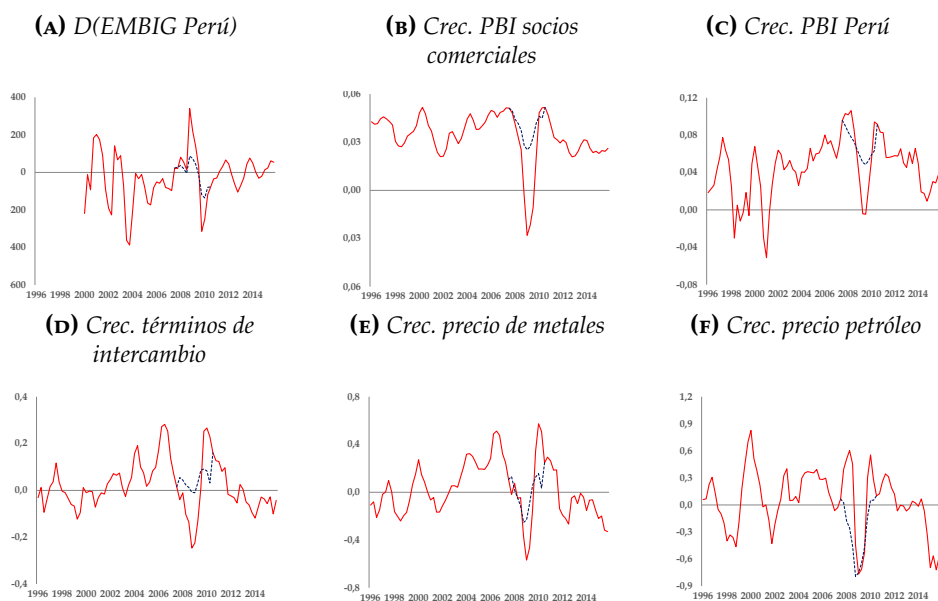 (A) D(EMBIG Perú)
400
200
0
200
400
600
1996 1998 2000 2002 2004 2006 2008 2010 2012 2014
(B) Crec. PBI socios
comerciales
0,06
0,03
0,00
0,03
0,06
1996 1998 2000 2002 2004 2006 2008 2010 2012 2014
(C) Crec. PBI Perú
0,12
0,08
0,04
0,00
-0,04
-0,08
1996 1998 2000 2002 2004 2006 2008 2010 2012 2014
(D) Crec. términos de
intercambio
0,4
0,2
0,0
-0,2
-0,4
1996 1998 2000 2002 2004 2006 2008 2010 2012 2014
(E) Crec. precio de metales
0,8
0,4
0,0
-0,4
-0,8
1996 1998 2000 2002 2004 2006 2008 2010 2012 2014
(F) Crec. precio petróleo
1,2
0,9
0,6
0,3
0,0
-0,3
-0,6
-0,9
1996 1998 2000 2002 2004 2006 2008 2010 2012 2014